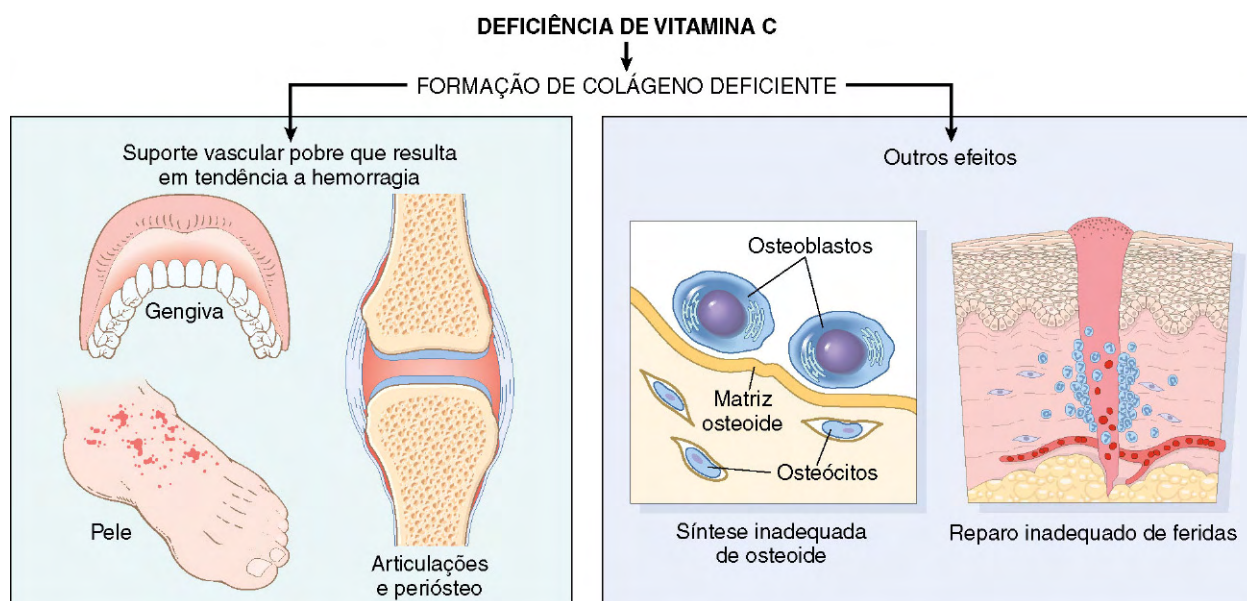 DEFICIÊNCIA DE VITAMINA C
FORMAÇÃO DE COLÁGENO DEFICIENTE
Suporte vascular pobre que resulta
em tendência a hemorragia
Gengiva
Pele
Articulações
e periósteo
Outros efeitos
Osteoblastos
Matriz
osteoide
Osteócitos
Síntese inadequada
de osteoide
Reparo inadequado de feridas